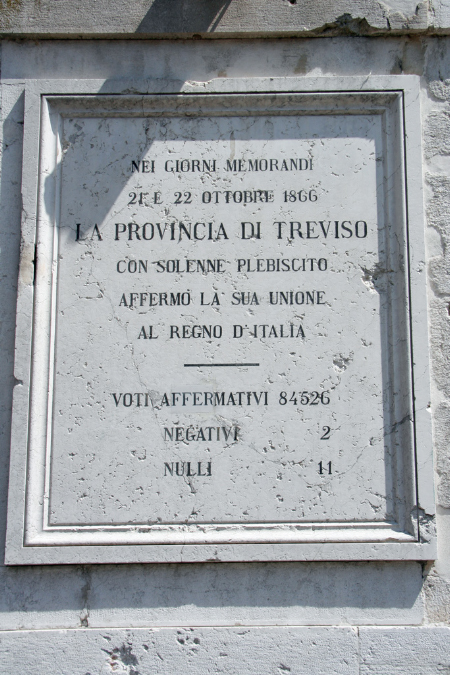 NEI GIORNI MEMORANDI
21 E 22 OTTOBRE 1866
LA PROVINCIA DI TREVISO
CON SOLENNE PLEBISCITO
AFFERMÒ LA SUA UNIONE
AL REGNO D'ITALIA
VOTI AFFERMATIVI 84526
NEGATIVI 2
NULLI 11